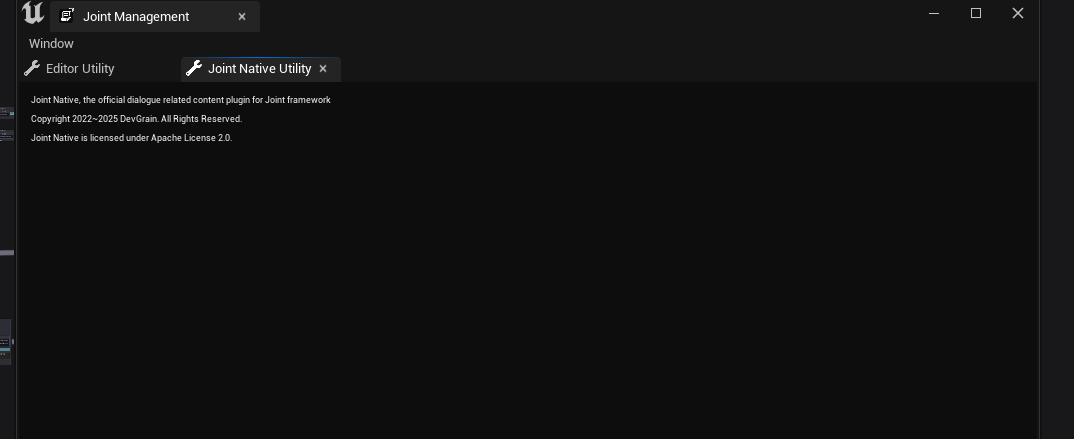 Joint Management
Window
Editor Utility
Joint Native Utility
Joint Native, the official dialogue related content plugin for Joint framework
Copyright 2022~2025 DevGrain. All Rights Reserved.
Joint Native is licensed under Apache License 2.0.